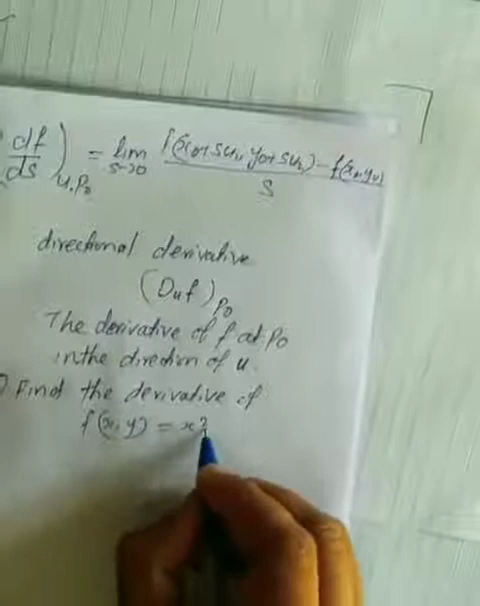 (df/ds)u,P0 = lim s→0 f(x0+su1, y0+su2) - f(x0,y0) / s
directional derivative
(Duf)P0
The derivative of f at P0
in the direction of u.
Find the derivative of
f(x,y) = x2